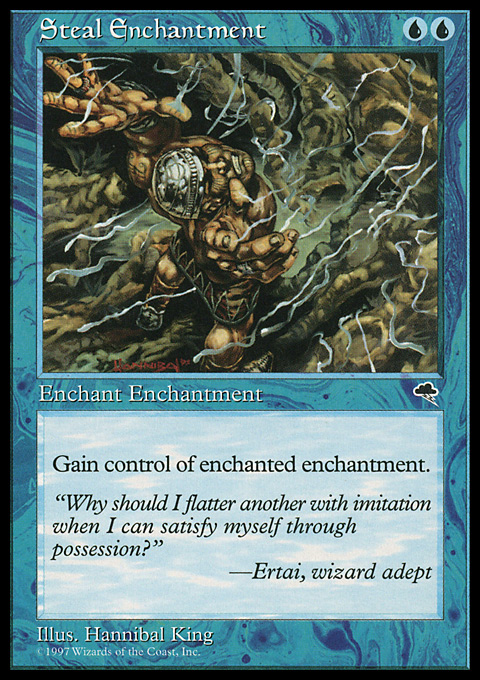 Steal Enchantment
Enchant Enchantment
Gain control of enchanted enchantment.
“Why should I flatter another with imitation
when I can satisfy myself through
possession?”
—Ertai, wizard adept
Illus. Hannibal King
©1997 Wizards of the Coast, Inc.